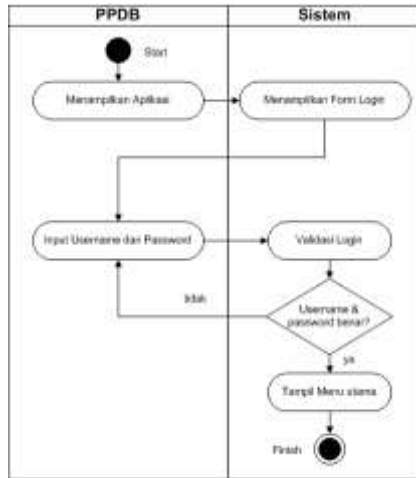 PPDB
Sistem
Start
Menampilkan Aplikasi
Menampilkan Form Login
Input Username dan Password
Validasi Login
tidak
Username &
password benar?
ya
Tampil Menu utama
Finish